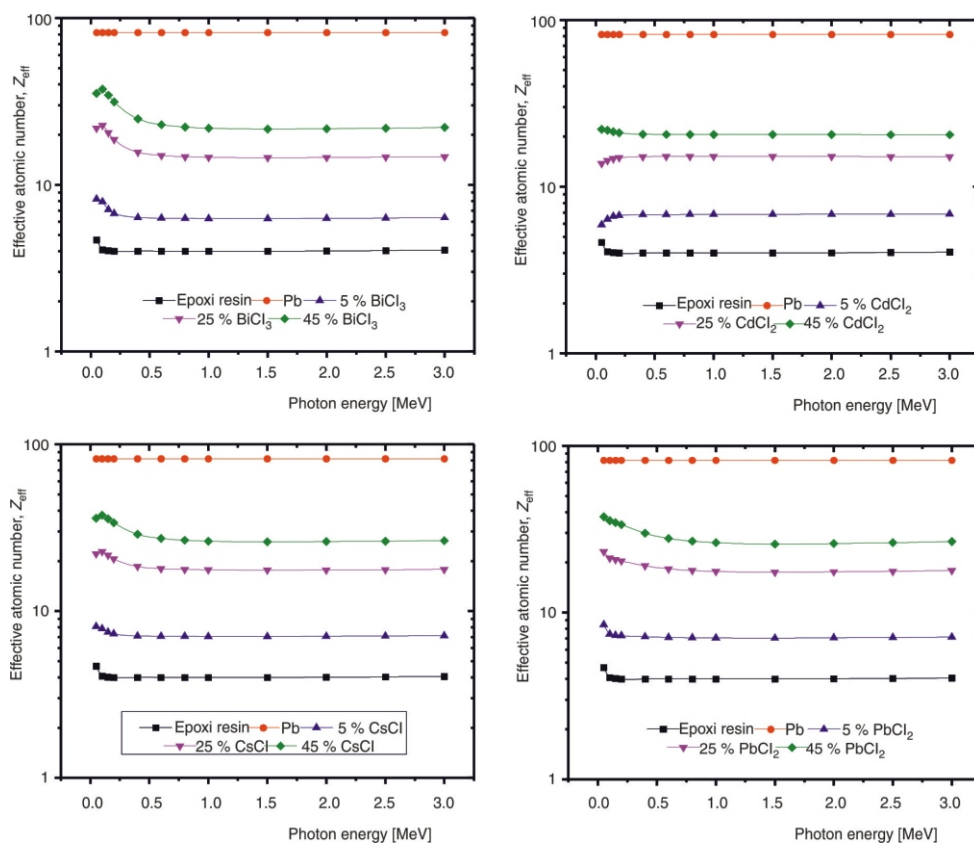 100
Effective atomic number, Zeff
10
1
Epoxi resin Pb 5 % BiCl3
25 % BiCl3 45 % BiCl3
0.0 0.5 1.0 1.5 2.0 2.5 3.0
Photon energy [MeV]
100
Effective atomic number, Zeff
10
1
Epoxi resin Pb 5 % CdCl2
25 % CdCl2 45 % CdCl2
0.0 0.5 1.0 1.5 2.0 2.5 3.0
Photon energy [MeV]
100
Effective atomic number, Zeff
10
1
Epoxi resin Pb 5 % CsCl
25 % CsCl 45 % CsCl
0.0 0.5 1.0 1.5 2.0 2.5 3.0
Photon energy [MeV]
100
Effective atomic number, Zeff
10
1
Epoxi resin Pb 5 % PbCl2
25 % PbCl2 45 % PbCl2
0.0 0.5 1.0 1.5 2.0 2.5 3.0
Photon energy [MeV]